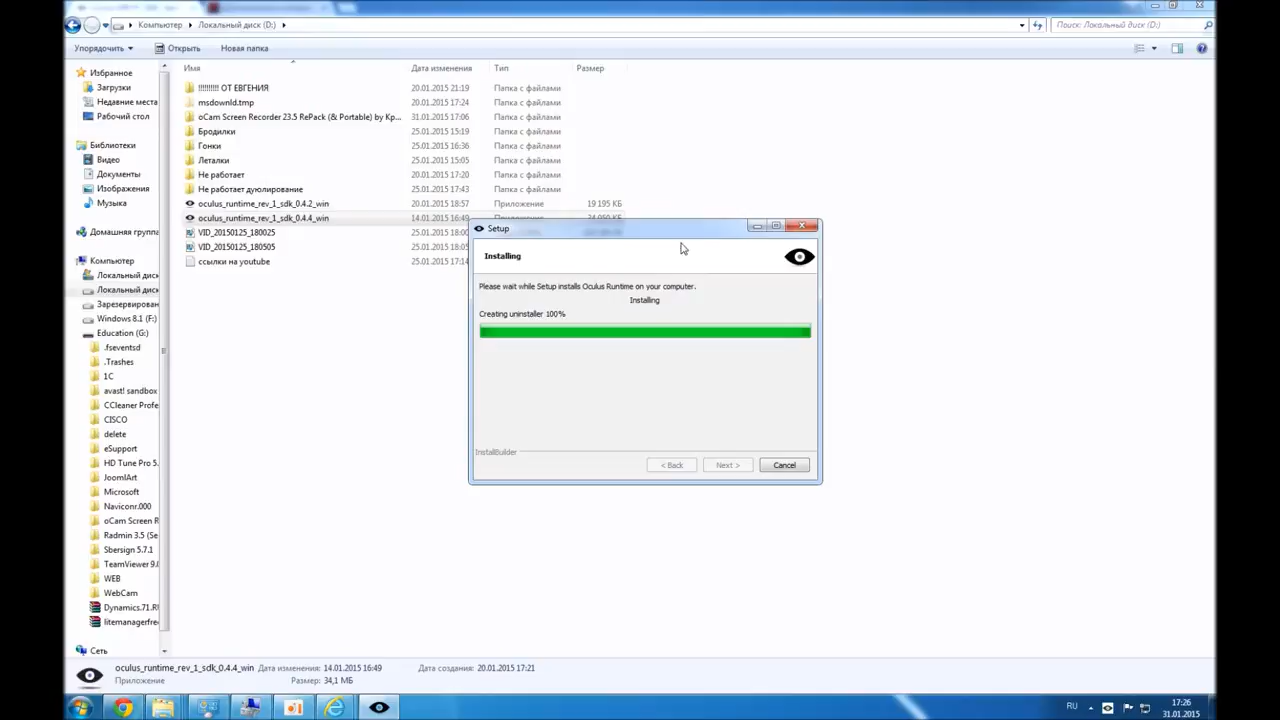 Компьютер ▸ Локальный диск (D:) ▸
Поиск: Локальный диск (D:)
Упорядочить Открыть Новая папка
Имя Дата изменения Тип Размер
Избранное
Загрузки
Недавние места
Рабочий стол
Библиотеки
Видео
Документы
Изображения
Музыка
Домашняя группа
Компьютер
Локальный диск
Локальный диск
Зарезервирован
Windows 8.1 (F:)
Education (G:)
.fseventsd
.Trashes
1C
avast! sandbox
CCleaner Profe
CISCO
delete
eSupport
HD Tune Pro 5.
JoomlArt
Microsoft
Naviconr.000
oCam Screen R
Radmin 3.5 (Se
Sbersign 5.7.1
TeamViewer 9.0
WEB
WebCam
Dynamics.71.RU
litemanagerfree
Сеть
!!!!!!!!!! ОТ ЕВГЕНИЯ 20.01.2015 21:19 Папка с файлами
msdownld.tmp 20.01.2015 17:24 Папка с файлами
oCam Screen Recorder 23.5 RePack (& Portable) by Кр... 31.01.2015 17:06 Папка с файлами
Бродилки 25.01.2015 15:19 Папка с файлами
Гонки 25.01.2015 16:36 Папка с файлами
Леталки 25.01.2015 15:05 Папка с файлами
Не работает 20.01.2015 17:20 Папка с файлами
Не работает дуюлирование 25.01.2015 17:43 Папка с файлами
oculus_runtime_rev_1_sdk_0.4.2_win 20.01.2015 18:57 Приложение 19 195 КБ
oculus_runtime_rev_1_sdk_0.4.4_win 14.01.2015 16:49
VID_20150125_180025 25.01.2015 18:00
VID_20150125_180505 25.01.2015 18:05
ссылки на youtube 25.01.2015 17:14
Setup
Installing
Please wait while Setup installs Oculus Runtime on your computer.
Installing
Creating uninstaller 100%
InstallBuilder
< Back Next > Cancel
oculus_runtime_rev_1_sdk_0.4.4_win Дата изменения: 14.01.2015 16:49 Дата создания: 20.01.2015 17:21
Приложение Размер: 34,1 МБ
RU
17:26
31.01.2015